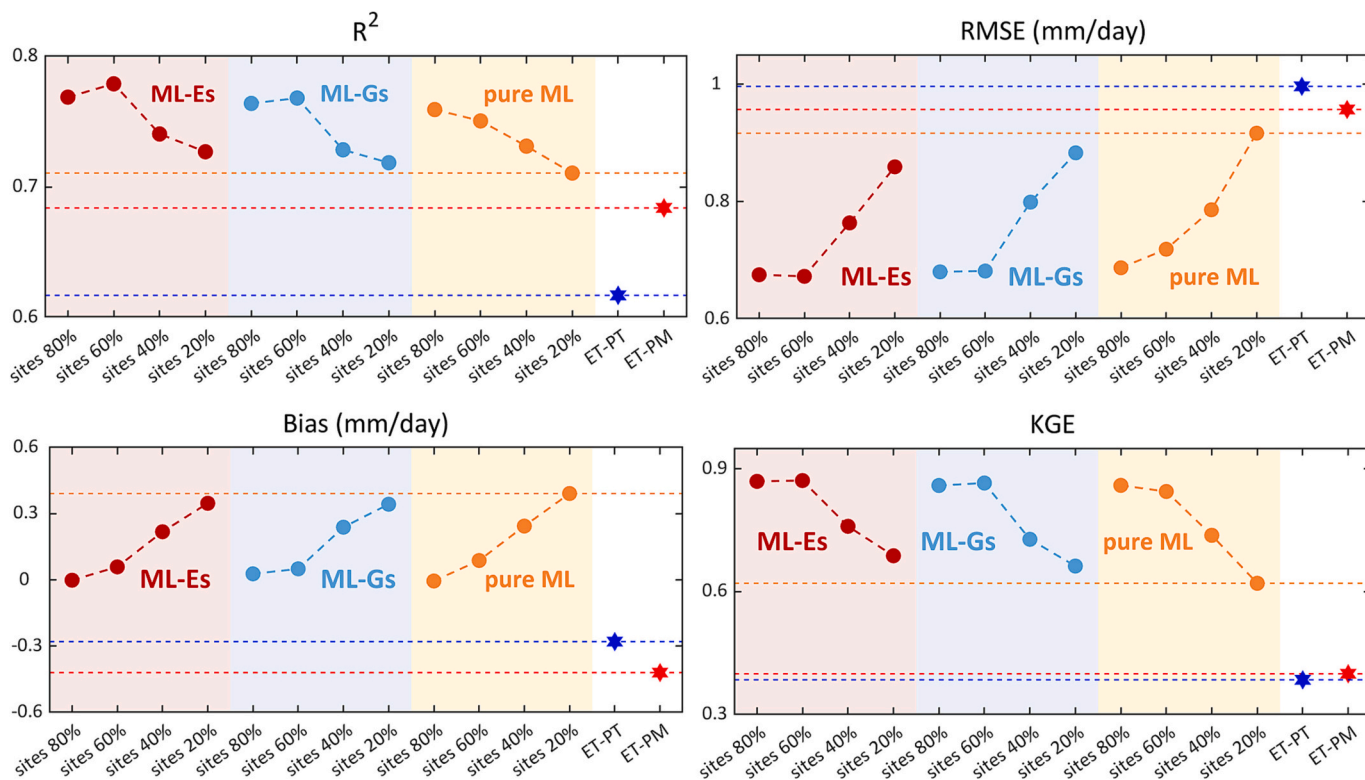 R²
0.8
0.7
0.6
ML-Es
ML-Gs
pure ML
sites 80%
sites 60%
sites 40%
sites 20%
sites 80%
sites 60%
sites 40%
sites 20%
sites 80%
sites 60%
sites 40%
sites 20%
ET-PT
ET-PM
RMSE (mm/day)
1
0.8
0.6
ML-Es
ML-Gs
pure ML
sites 80%
sites 60%
sites 40%
sites 20%
sites 80%
sites 60%
sites 40%
sites 20%
sites 80%
sites 60%
sites 40%
sites 20%
ET-PT
ET-PM
Bias (mm/day)
0.6
0.3
0
-0.3
-0.6
ML-Es
ML-Gs
pure ML
sites 80%
sites 60%
sites 40%
sites 20%
sites 80%
sites 60%
sites 40%
sites 20%
sites 80%
sites 60%
sites 40%
sites 20%
ET-PT
ET-PM
KGE
0.9
0.6
0.3
ML-Es
ML-Gs
pure ML
sites 80%
sites 60%
sites 40%
sites 20%
sites 80%
sites 60%
sites 40%
sites 20%
sites 80%
sites 60%
sites 40%
sites 20%
ET-PT
ET-PM